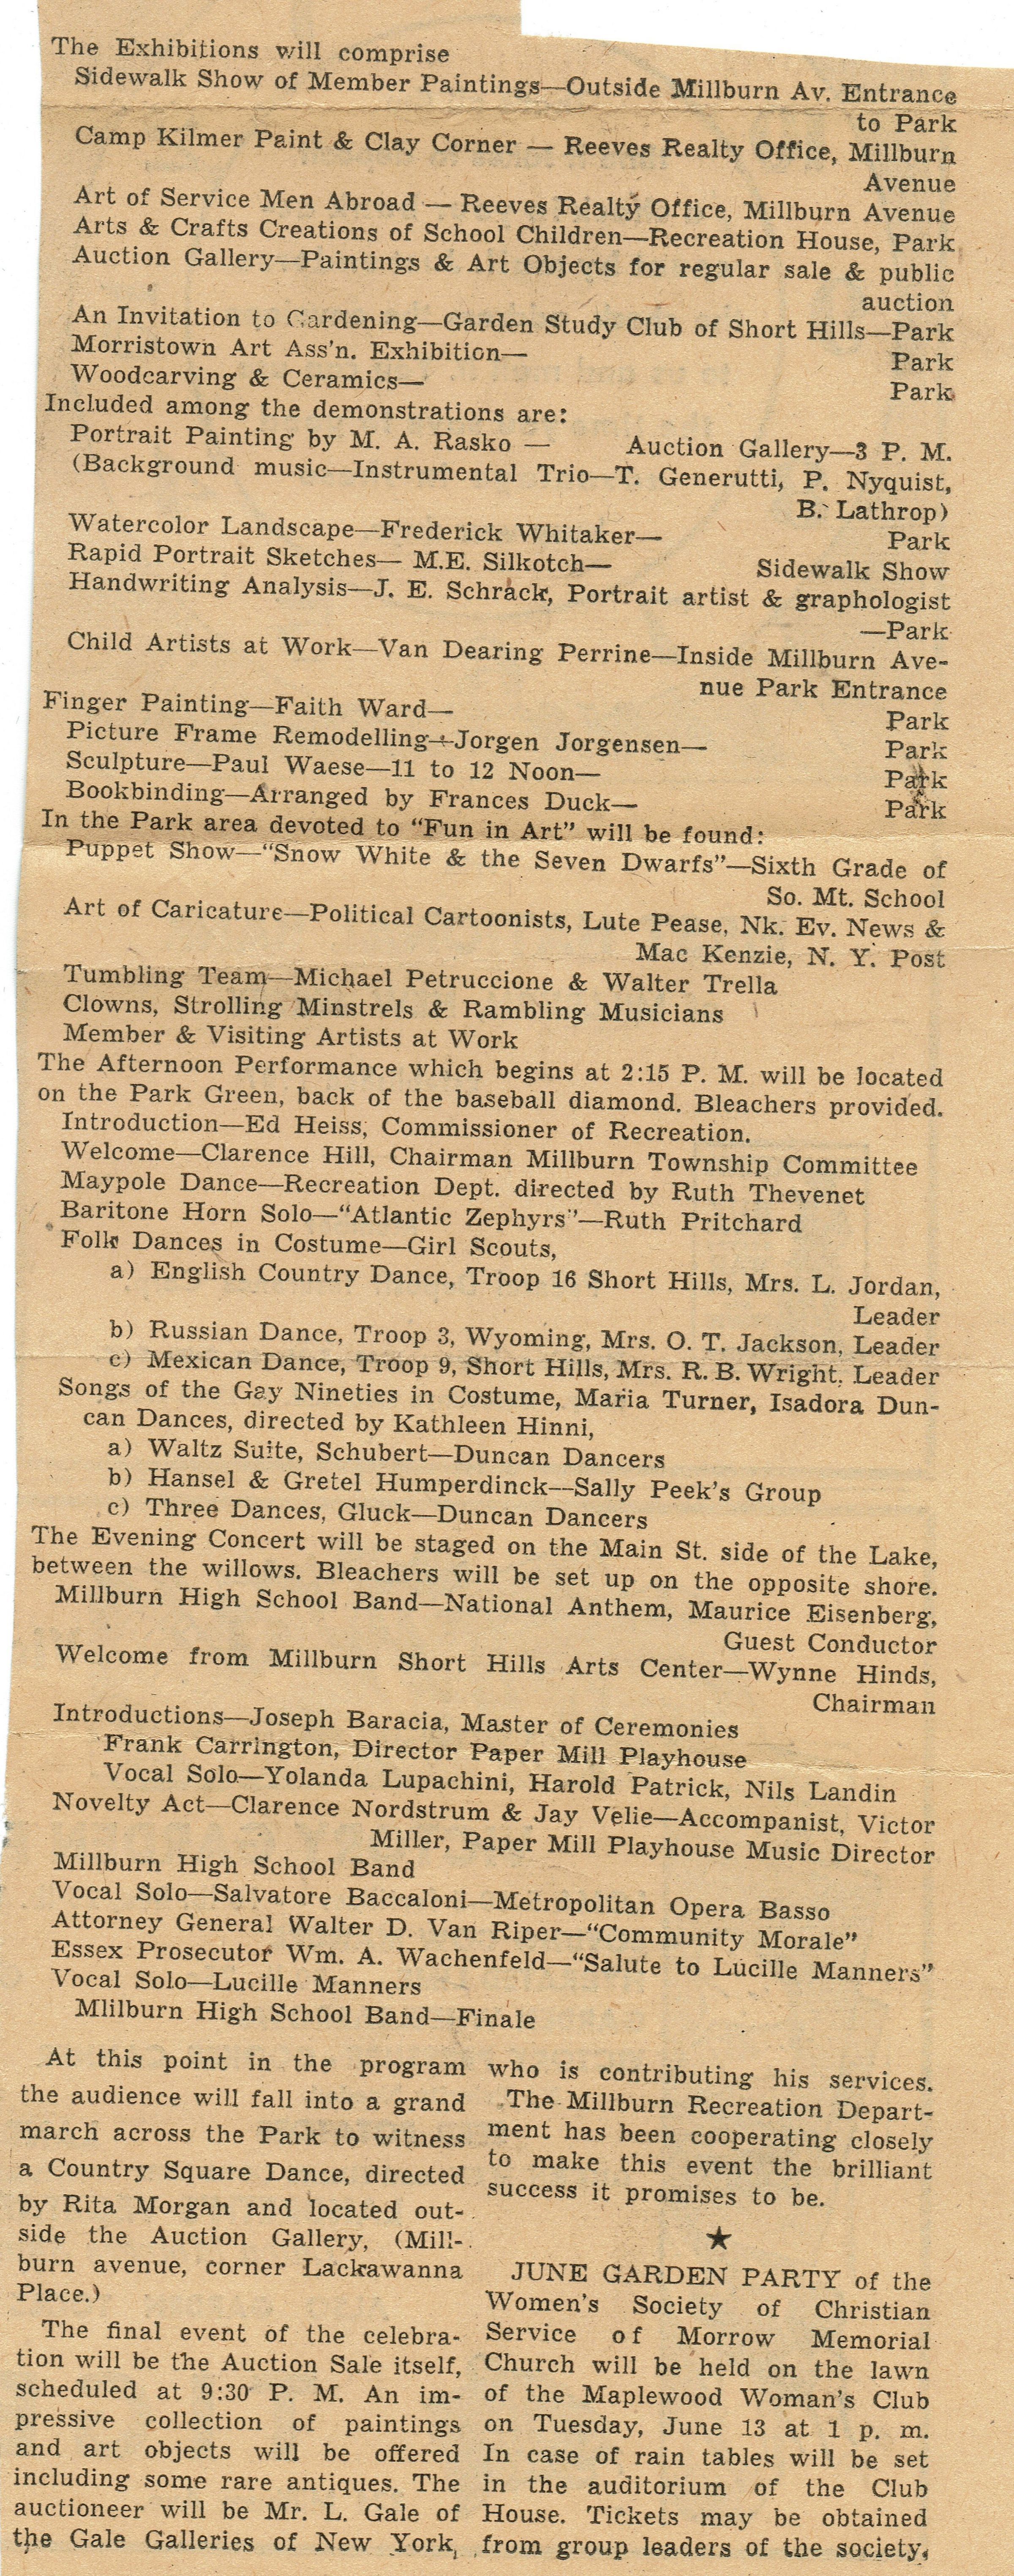 The Exhibitions will comprise
Sidewalk Show of Member Paintings—Outside Millburn Av. Entrance
to Park
Camp Kilmer Paint & Clay Corner — Reeves Realty Office, Millburn
Avenue
Art of Service Men Abroad — Reeves Realty Office, Millburn Avenue
Arts & Crafts Creations of School Children—Recreation House, Park
Auction Gallery—Paintings & Art Objects for regular sale & public
auction
An Invitation to Gardening—Garden Study Club of Short Hills—Park
Morristown Art Ass'n. Exhibition— Park
Woodcarving & Ceramics— Park
Included among the demonstrations are:
Portrait Painting by M. A. Rasko — Auction Gallery—3 P. M.
(Background music—Instrumental Trio—T. Generutti, P. Nyquist,
B. Lathrop)
Watercolor Landscape—Frederick Whitaker— Park
Rapid Portrait Sketches— M.E. Silkotch— Sidewalk Show
Handwriting Analysis—J. E. Schrack, Portrait artist & graphologist
—Park
Child Artists at Work—Van Dearing Perrine—Inside Millburn Ave-
nue Park Entrance
Finger Painting—Faith Ward— Park
Picture Frame Remodelling—Jorgen Jorgensen— Park
Sculpture—Paul Waese—11 to 12 Noon— Park
Bookbinding—Arranged by Frances Duck— Park
In the Park area devoted to "Fun in Art" will be found:
Puppet Show—"Snow White & the Seven Dwarfs"—Sixth Grade of
So. Mt. School
Art of Caricature—Political Cartoonists, Lute Pease, Nk. Ev. News &
Mac Kenzie, N. Y. Post
Tumbling Team—Michael Petruccione & Walter Trella
Clowns, Strolling Minstrels & Rambling Musicians
Member & Visiting Artists at Work
The Afternoon Performance which begins at 2:15 P. M. will be located
on the Park Green, back of the baseball diamond. Bleachers provided.
Introduction—Ed Heiss, Commissioner of Recreation.
Welcome—Clarence Hill, Chairman Millburn Township Committee
Maypole Dance—Recreation Dept. directed by Ruth Thevenet
Baritone Horn Solo—"Atlantic Zephyrs"—Ruth Pritchard
Folk Dances in Costume—Girl Scouts,
a) English Country Dance, Troop 16 Short Hills, Mrs. L. Jordan,
Leader
b) Russian Dance, Troop 3, Wyoming, Mrs. O. T. Jackson, Leader
c) Mexican Dance, Troop 9, Short Hills, Mrs. R. B. Wright, Leader
Songs of the Gay Nineties in Costume, Maria Turner, Isadora Dun-
can Dances, directed by Kathleen Hinni,
a) Waltz Suite, Schubert—Duncan Dancers
b) Hansel & Gretel Humperdinck—Sally Peek's Group
c) Three Dances, Gluck—Duncan Dancers
The Evening Concert will be staged on the Main St. side of the Lake,
between the willows. Bleachers will be set up on the opposite shore.
Millburn High School Band—National Anthem, Maurice Eisenberg,
Guest Conductor
Welcome from Millburn Short Hills Arts Center—Wynne Hinds,
Chairman
Introductions—Joseph Baracia, Master of Ceremonies
Frank Carrington, Director Paper Mill Playhouse
Vocal Solo—Yolanda Lupachini, Harold Patrick, Nils Landin
Novelty Act—Clarence Nordstrum & Jay Velie—Accompanist, Victor
Miller, Paper Mill Playhouse Music Director
Millburn High School Band
Vocal Solo—Salvatore Baccaloni—Metropolitan Opera Basso
Attorney General Walter D. Van Riper—"Community Morale"
Essex Prosecutor Wm. A. Wachenfeld—"Salute to Lucille Manners"
Vocal Solo—Lucille Manners
Mlilburn High School Band—Finale
At this point in the program
the audience will fall into a grand
march across the Park to witness
a Country Square Dance, directed
by Rita Morgan and located out-
side the Auction Gallery, (Mill-
burn avenue, corner Lackawanna
Place.)
The final event of the celebra-
tion will be the Auction Sale itself,
scheduled at 9:30 P. M. An im-
pressive collection of paintings
and art objects will be offered
including some rare antiques. The
auctioneer will be Mr. L. Gale of
the Gale Galleries of New York,
who is contributing his services.
The Millburn Recreation Depart-
ment has been cooperating closely
to make this event the brilliant
success it promises to be.
★
JUNE GARDEN PARTY of the
Women's Society of Christian
Service of Morrow Memorial
Church will be held on the lawn
of the Maplewood Woman's Club
on Tuesday, June 13 at 1 p. m.
In case of rain tables will be set
in the auditorium of the Club
House. Tickets may be obtained
from group leaders of the society.